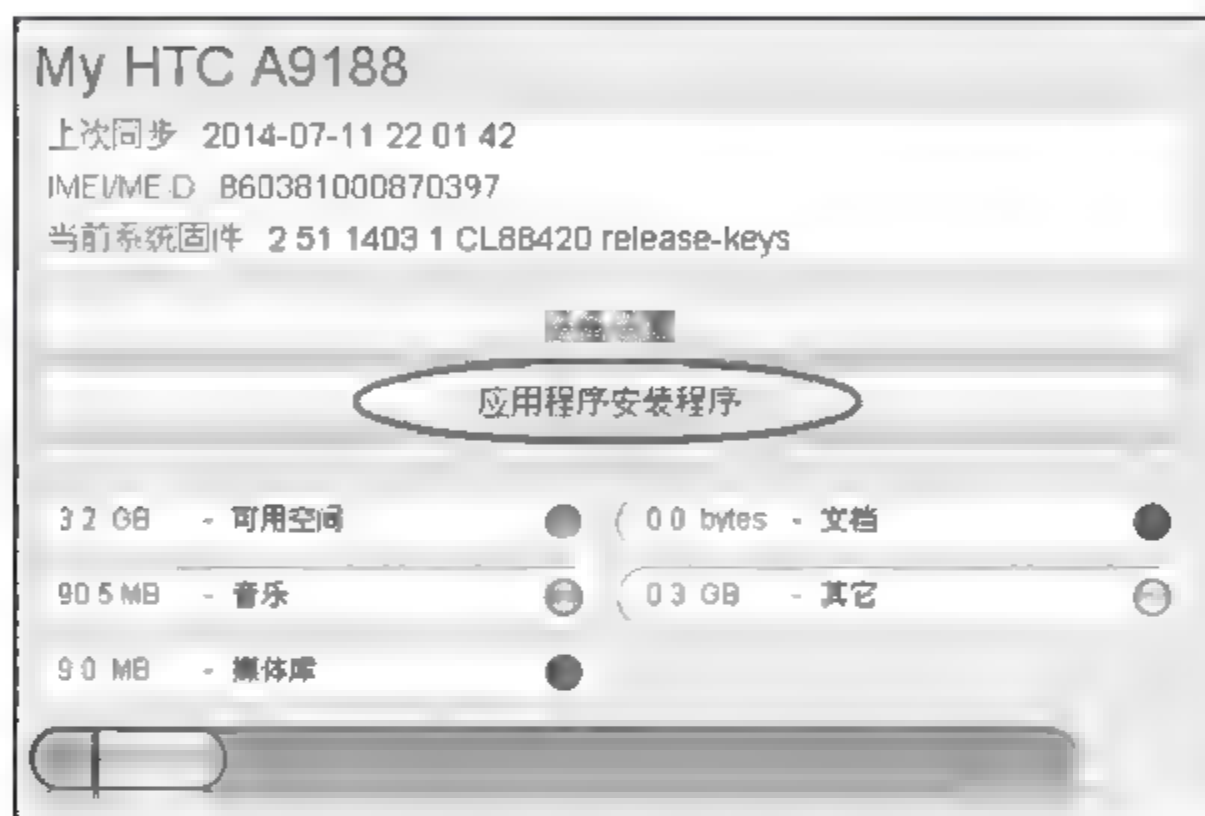 My HTC A9188
上次同步 2014-07-11 22 01 42
IMEI/ME D 860381000870397
当前系统固件 2 51 1403 1 CL88420 release-keys
应用程序安装程序
3 2 GB - 可用空间
0 0 bytes - 文档
90 5 MB - 音乐
0 3 GB - 其它
9 0 MB - 媒体库